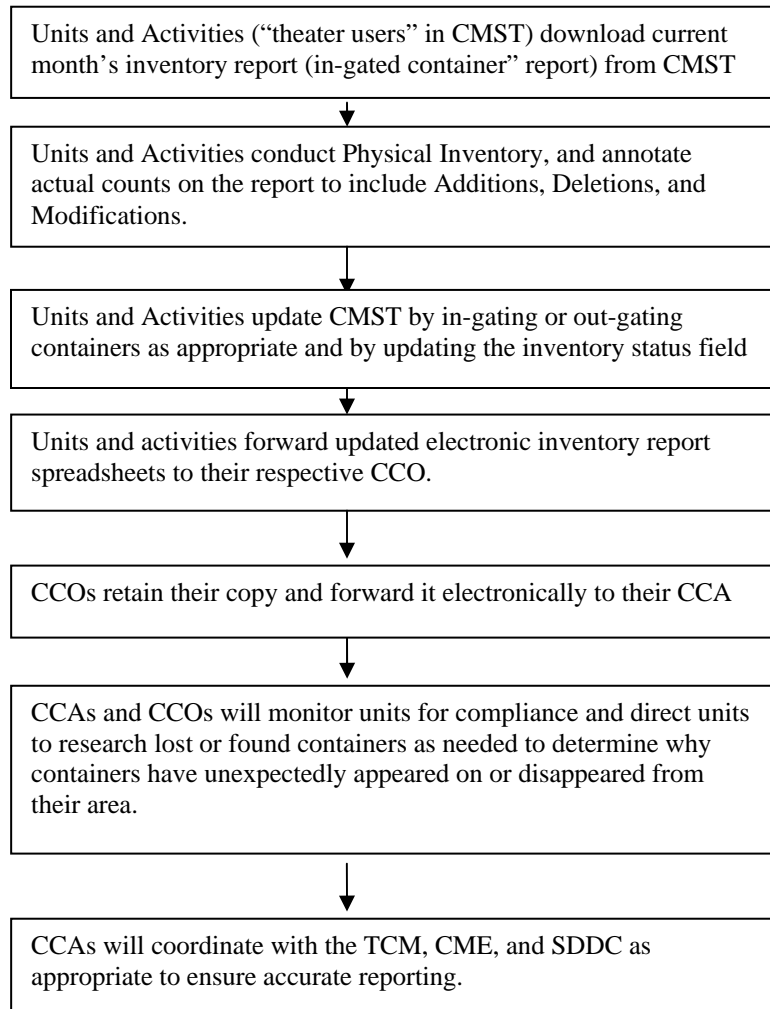 Units and Activities (“theater users” in CMST) download current
month’s inventory report (in-gated container” report) from CMST
Units and Activities conduct Physical Inventory, and annotate
actual counts on the report to include Additions, Deletions, and
Modifications.
Units and Activities update CMST by in-gating or out-gating
containers as appropriate and by updating the inventory status field
Units and activities forward updated electronic inventory report
spreadsheets to their respective CCO.
CCOs retain their copy and forward it electronically to their CCA
CCAs and CCOs will monitor units for compliance and direct units
to research lost or found containers as needed to determine why
containers have unexpectedly appeared on or disappeared from
their area.
CCAs will coordinate with the TCM, CME, and SDDC as
appropriate to ensure accurate reporting.